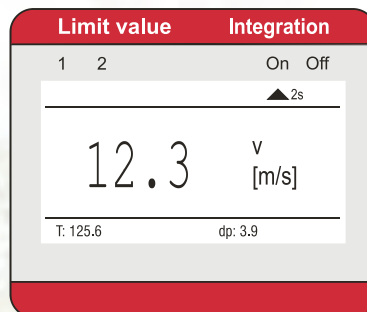 Limit value Integration
1 2 On Off
2s
12.3 v
[m/s]
T: 125.6 dp: 3.9